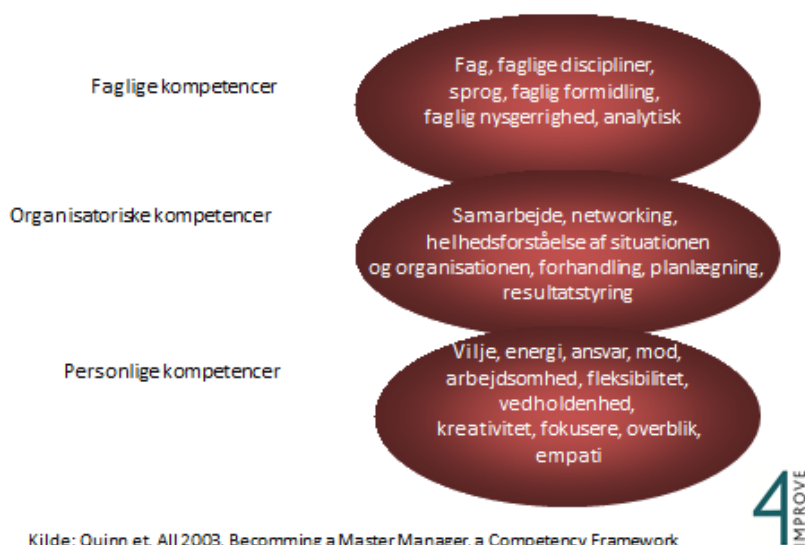 Faglige kompetencer
Fag, faglige discipliner,
sprog, faglig formidling,
faglig nysgerrighed, analytisk
Organisatoriske kompetencer
Samarbejde, networking,
helhedsforståelse af situationen
og organisationen, forhandling, planlægning,
resultatstyring
Personlige kompetencer
Vilje, energi, ansvar, mod,
arbejdsomhed, fleksibilitet,
vedholdenhed,
kreativitet, fokusere, overblik,
empati
4IMPROVE
Kilde: Quinn et. All 2003. Becomming a Master Manager, a Competency Framework